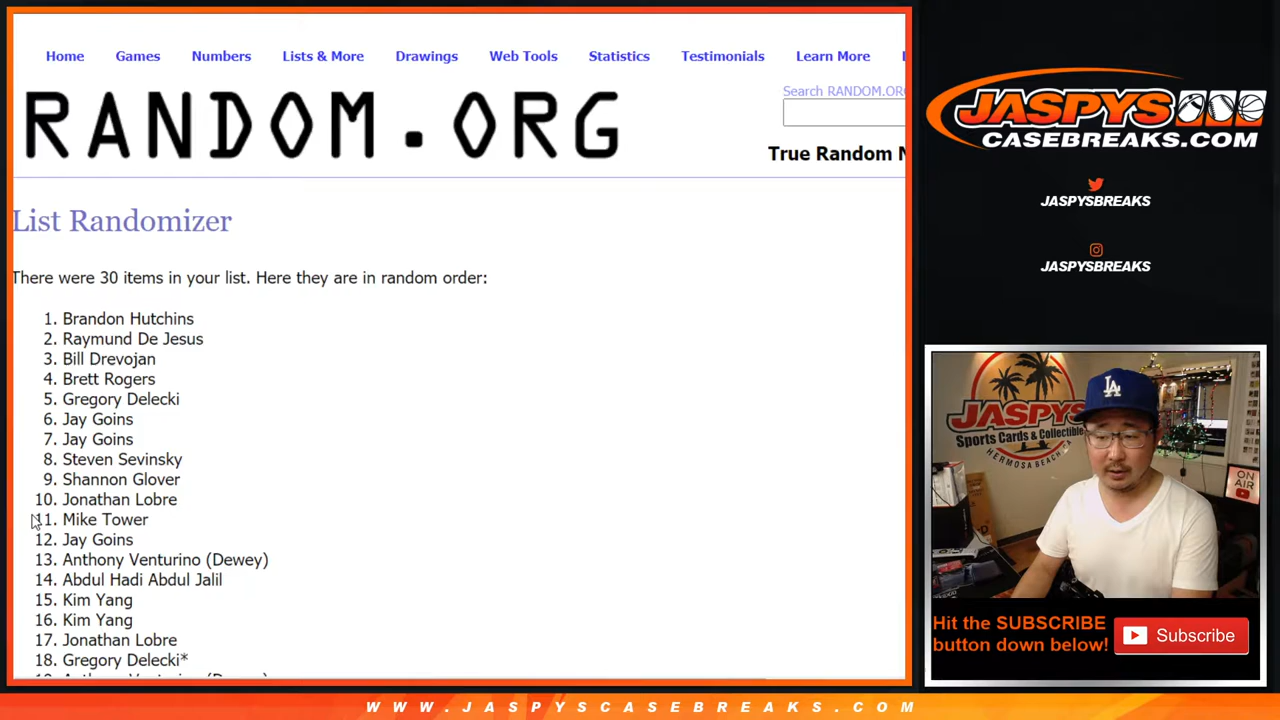 Home Games Numbers Lists & More Drawings Web Tools Statistics Testimonials Learn More
Search RANDOM.ORG
RANDOM.ORG
True Random N
List Randomizer
There were 30 items in your list. Here they are in random order:
1. Brandon Hutchins
2. Raymund De Jesus
3. Bill Drevojan
4. Brett Rogers
5. Gregory Delecki
6. Jay Goins
7. Jay Goins
8. Steven Sevinsky
9. Shannon Glover
10. Jonathan Lobre
11. Mike Tower
12. Jay Goins
13. Anthony Venturino (Dewey)
14. Abdul Hadi Abdul Jalil
15. Kim Yang
16. Kim Yang
17. Jonathan Lobre
18. Gregory Delecki*
JASPYS
CASEBREAKS.COM
JASPYSBREAKS
JASPYSBREAKS
JASPYS
Sports Cards & Collectible
HERMOSA BEACH
LA
ON
AIR
Hit the SUBSCRIBE
button down below!
Subscribe
WWW.JASPYSCASEBREAKS.COM